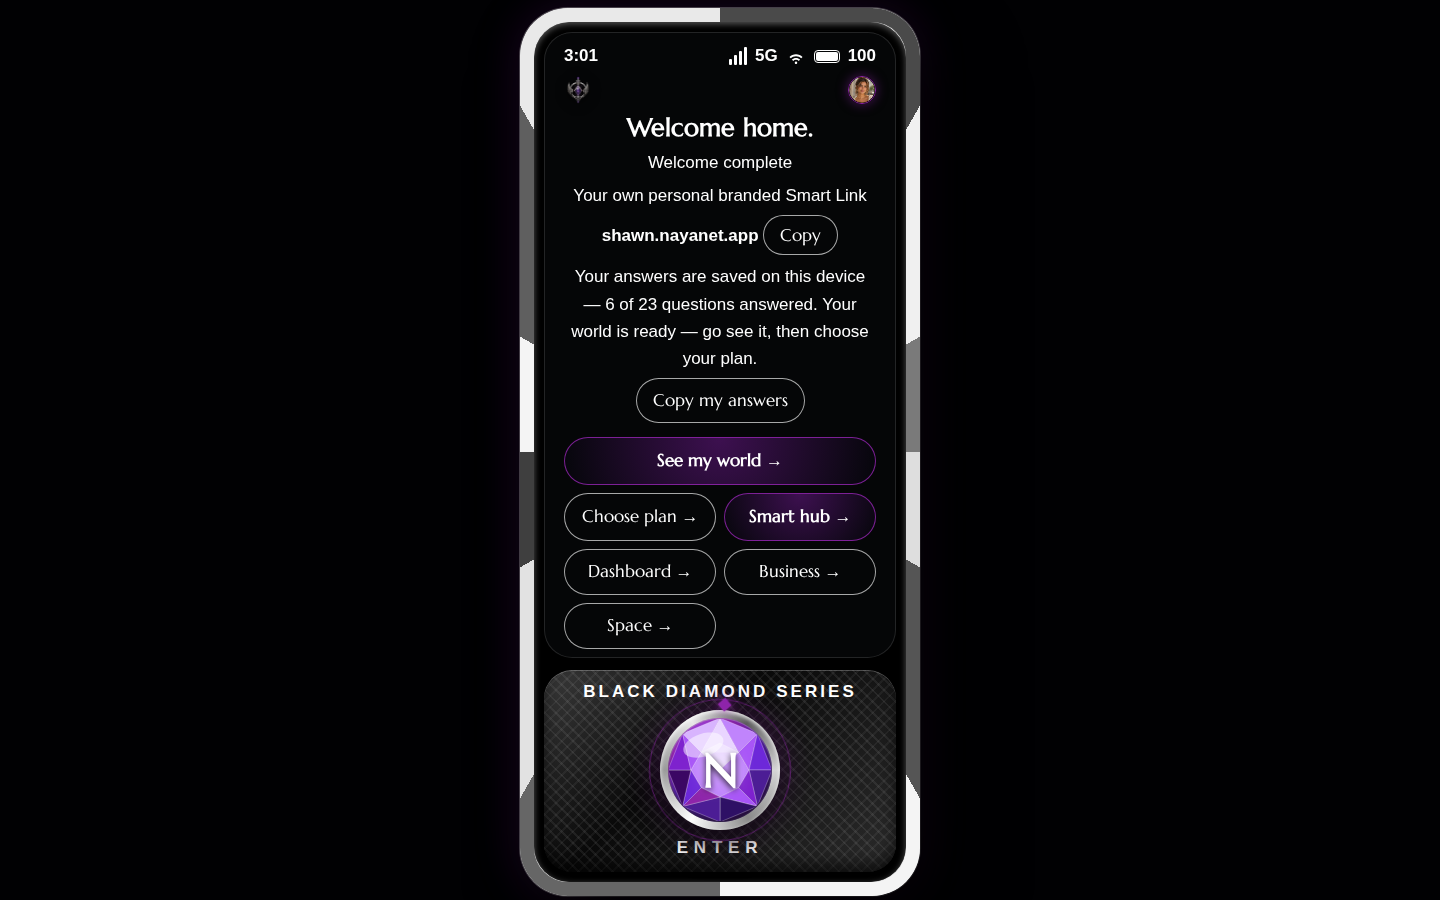 3:01 5G 100
Welcome home.
Welcome complete
Your own personal branded Smart Link
shawn.nayanet.app Copy
Your answers are saved on this device
— 6 of 23 questions answered. Your
world is ready — go see it, then choose
your plan.
Copy my answers
See my world →
Choose plan → Smart hub →
Dashboard → Business →
Space →
BLACK DIAMOND SERIES
N
ENTER